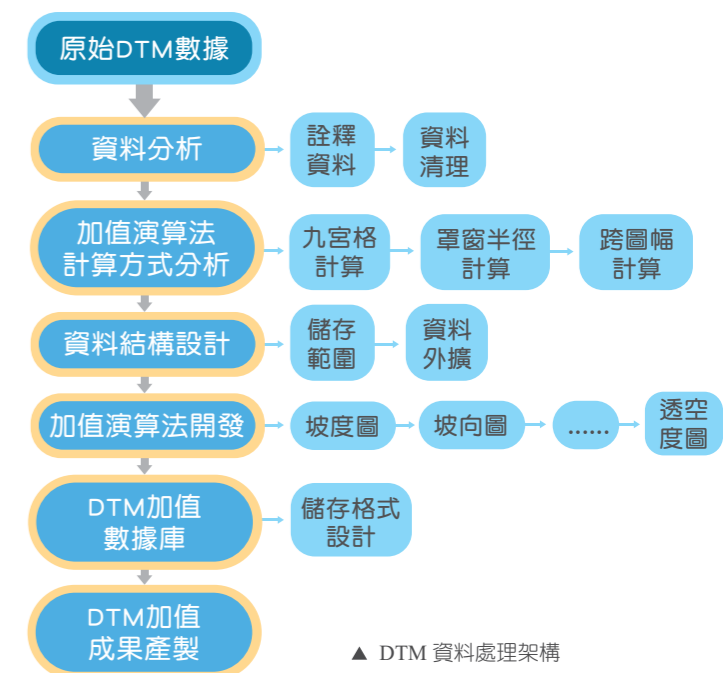 原始DTM數據
資料分析
詮釋
資料
資料
清理
加值演算法
計算方式分析
九宮格
計算
罩窗半徑
計算
跨圖幅
計算
資料結構設計
儲存
範圍
資料
外擴
加值演算法開發
坡度圖
坡向圖
......
透空
度圖
DTM加值
數據庫
儲存格式
設計
DTM加值
成果產製
▲ DTM 資料處理架構